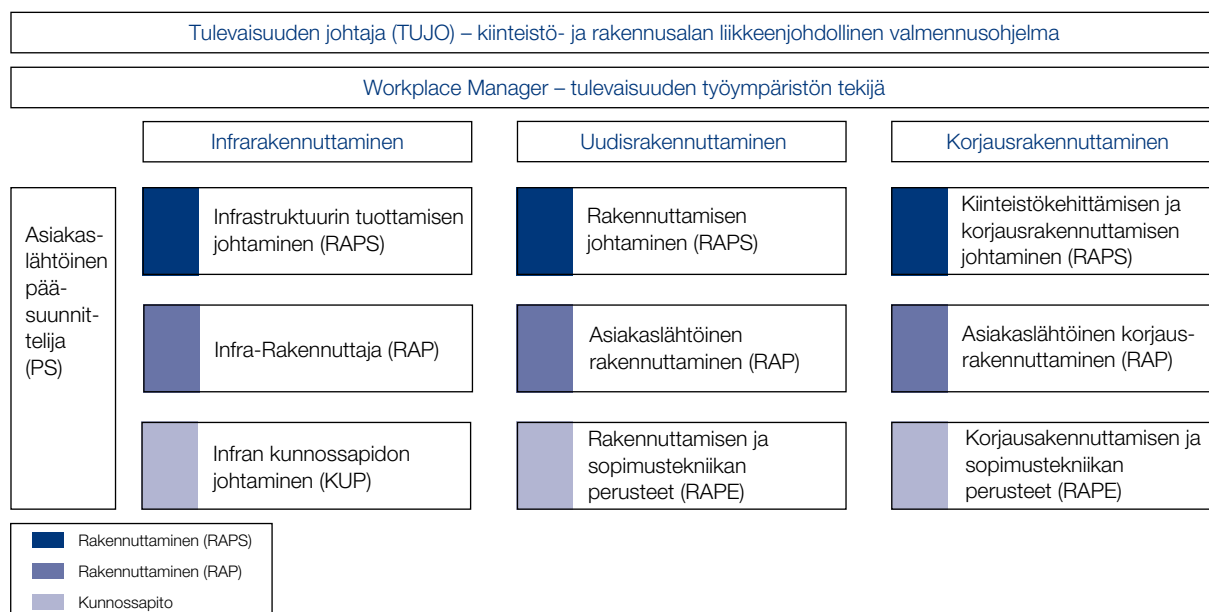 Tulevaisuuden johtaja (TUJO) – kiinteistö- ja rakennusalan liikkeenjohdollinen valmennusohjelma
Workplace Manager – tulevaisuuden työympäristön tekijä
Infrarakennuttaminen
Uudisrakennuttaminen
Korjausrakennuttaminen
Asiakas-
lähtöinen
pää-
suunnit-
telija
(PS)
Infrastruktuurin tuottamisen
johtaminen (RAPS)
Rakennuttamisen
johtaminen (RAPS)
Kiinteistökehittämisen ja
korjausrakennuttamisen
johtaminen (RAPS)
Infra-Rakennuttaja (RAP)
Asiakaslähtöinen
rakennuttaminen (RAP)
Asiakaslähtöinen korjaus-
rakennuttaminen (RAP)
Infran kunnossapidon
johtaminen (KUP)
Rakennuttamisen ja
sopimustekniikan
perusteet (RAPE)
Korjausakennuttamisen ja
sopimustekniikan
perusteet (RAPE)
Rakennuttaminen (RAPS)
Rakennuttaminen (RAP)
Kunnossapito